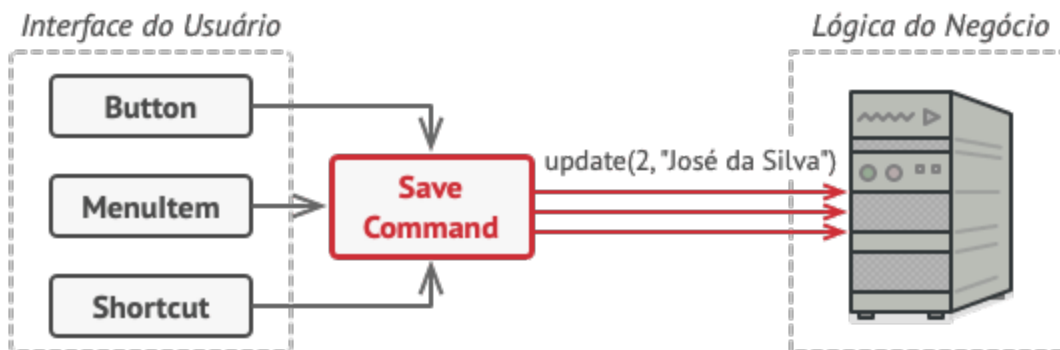 Interface do Usuário
Lógica do Negócio
Button
MenuItem
Shortcut
Save
Command
update(2, "José da Silva")